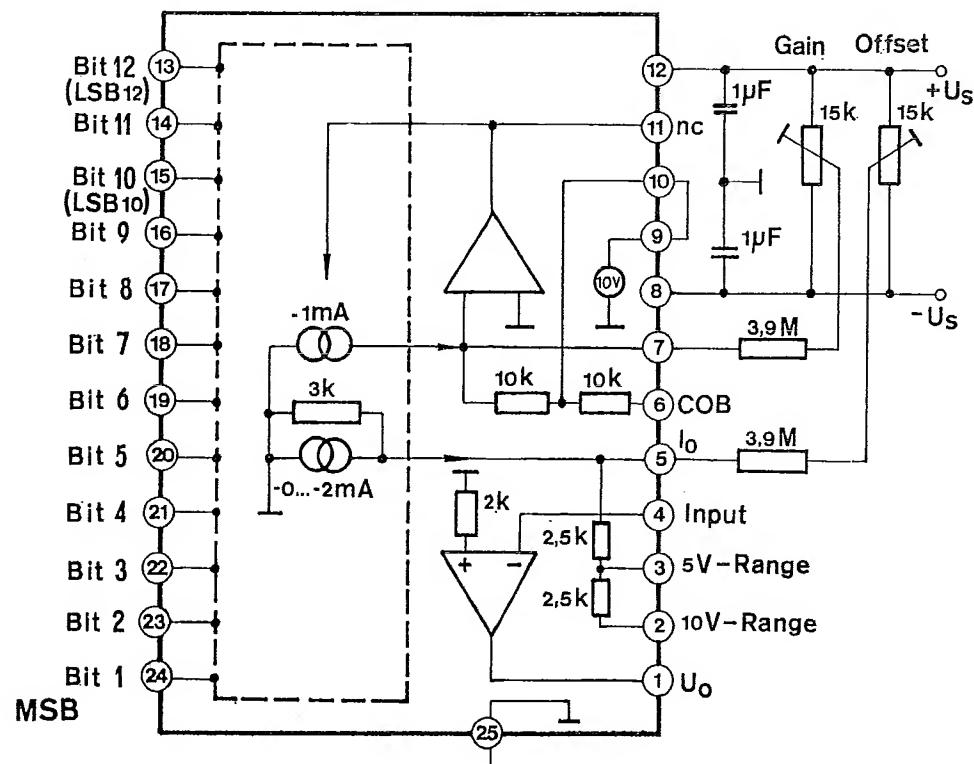 Bit 12
(LSB12)
Bit 11
Bit 10
(LSB10)
Bit 9
Bit 8
Bit 7
Bit 6
Bit 5
Bit 4
Bit 3
Bit 2
Bit 1
MSB
13
14
15
16
17
18
19
20
21
22
23
24
25
-1mA
3k
-0...-2mA
10V
10k
10k
2k
+
−
2,5k
2,5k
12
11 nc
10
9
8
7
6 COB
5 Io
4 Input
3 5V-Range
2 10V-Range
1 Uo
Gain
Offset
1µF
1µF
15k
15k
+Us
-Us
3,9M
3,9M